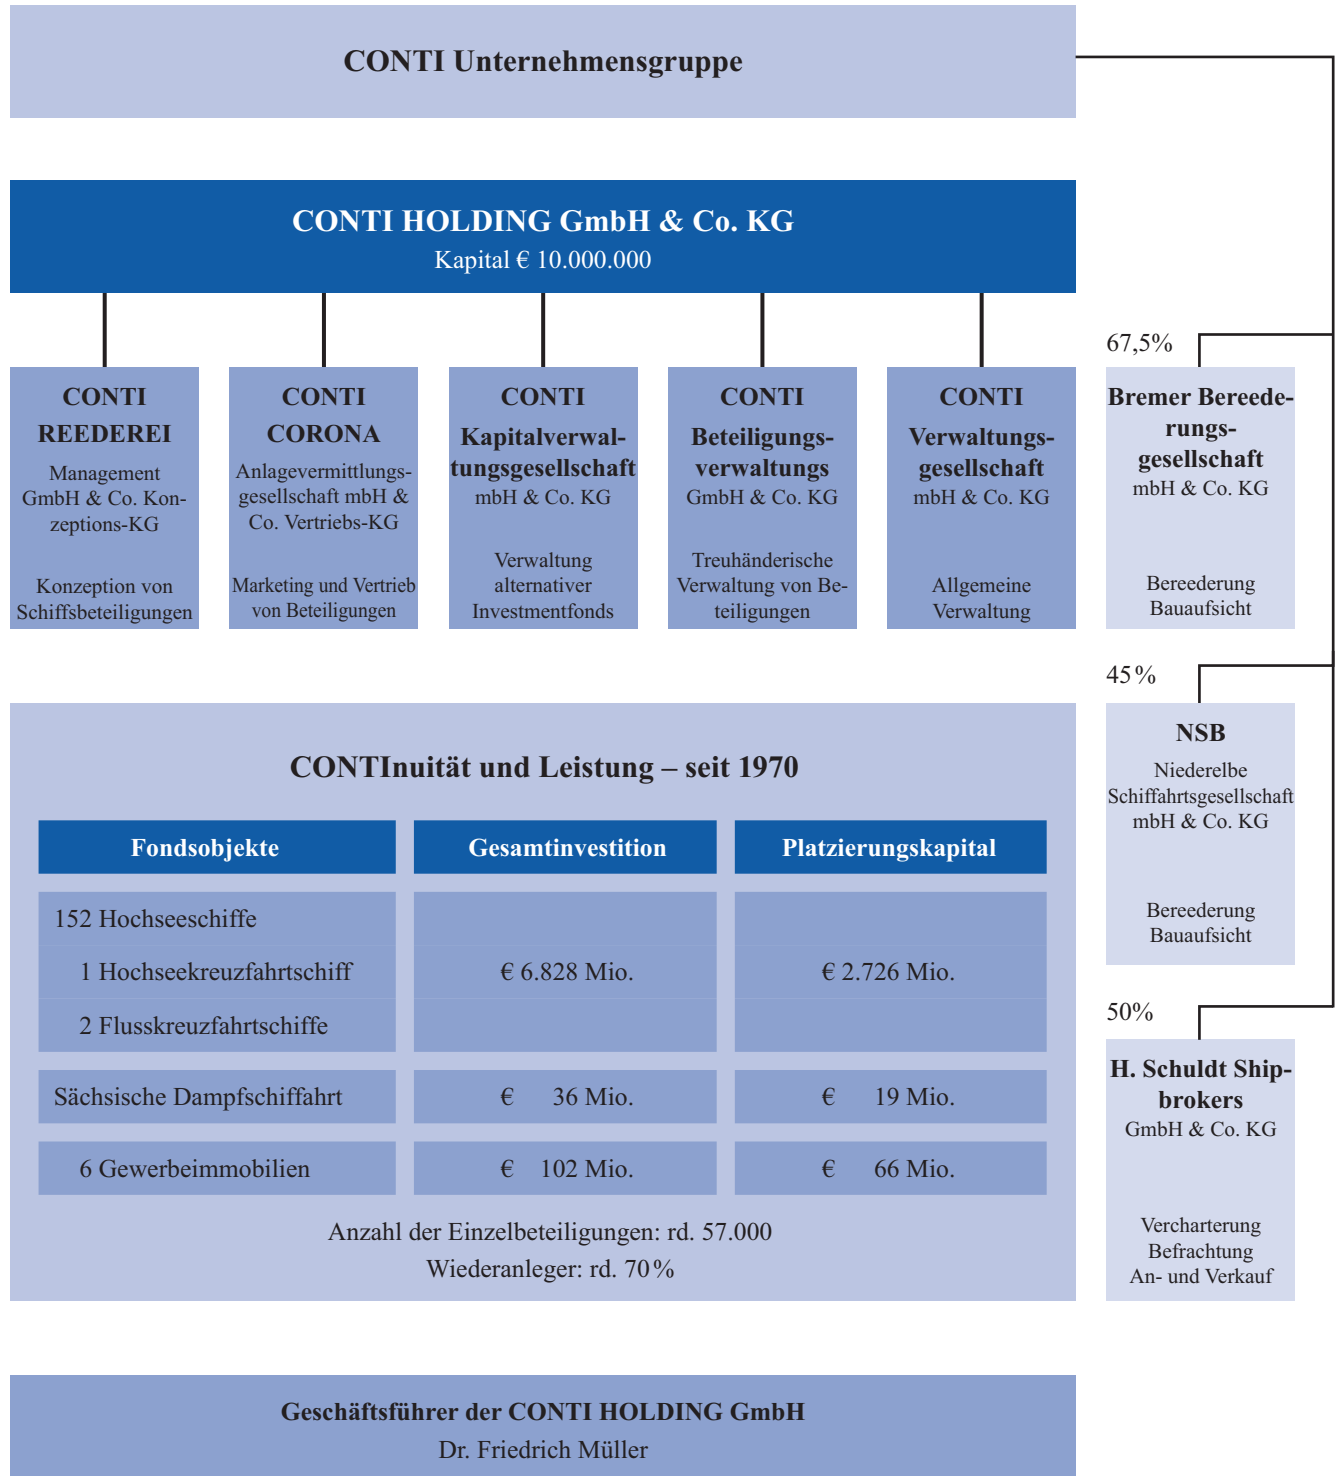 CONTI Unternehmensgruppe
CONTI HOLDING GmbH & Co. KG
Kapital € 10.000.000
CONTI
REEDEREI
Management
GmbH & Co. Kon-
zeptions-KG
Konzeption von
Schiffsbeteiligungen
CONTI
CORONA
Anlagevermittlungs-
gesellschaft mbH &
Co. Vertriebs-KG
Marketing und Vertrieb
von Beteiligungen
CONTI
Kapitalverwal-
tungsgesellschaft
mbH & Co. KG
Verwaltung
alternativer
Investmentfonds
CONTI
Beteiligungs-
verwaltungs
GmbH & Co. KG
Treuhänderische
Verwaltung von Be-
teiligungen
CONTI
Verwaltungs-
gesellschaft
mbH & Co. KG
Allgemeine
Verwaltung
67,5%
Bremer Bereede-
rungs-
gesellschaft
mbH & Co. KG
Bereederung
Bauaufsicht
45%
NSB
Niederelbe
Schiffahrtsgesellschaft
mbH & Co. KG
Bereederung
Bauaufsicht
50%
H. Schuldt Ship-
brokers
GmbH & Co. KG
Vercharterung
Befrachtung
An- und Verkauf
CONTInuität und Leistung – seit 1970
Fondsobjekte Gesamtinvestition Platzierungskapital
152 Hochseeschiffe
1 Hochseekreuzfahrtschiff € 6.828 Mio. € 2.726 Mio.
2 Flusskreuzfahrtschiffe
Sächsische Dampfschiffahrt € 36 Mio. € 19 Mio.
6 Gewerbeimmobilien € 102 Mio. € 66 Mio.
Anzahl der Einzelbeteiligungen: rd. 57.000
Wiederanleger: rd. 70%
Geschäftsführer der CONTI HOLDING GmbH
Dr. Friedrich Müller